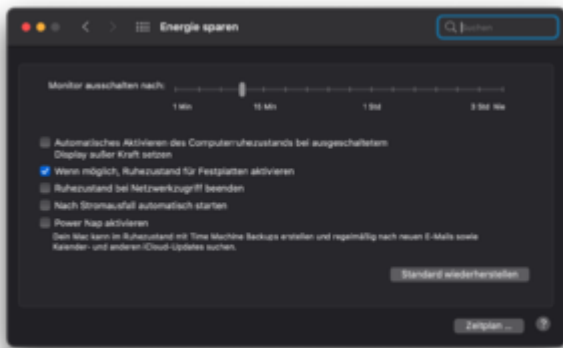 Energie sparen
Suchen
Monitor ausschalten nach:
1 Min 15 Min 1 Std 3 Std Nie
Automatisches Aktivieren des Computerruhezustands bei ausgeschaltetem
Display außer Kraft setzen
Wenn möglich, Ruhezustand für Festplatten aktivieren
Ruhezustand bei Netzwerkzugriff beenden
Nach Stromausfall automatisch starten
Power Nap aktivieren
Dein Mac kann im Ruhezustand mit Time Machine Backups erstellen und regelmäßig nach neuen E-Mails sowie
Kalender- und anderen iCloud-Updates suchen.
Standard wiederherstellen
Zeitplan ...
?